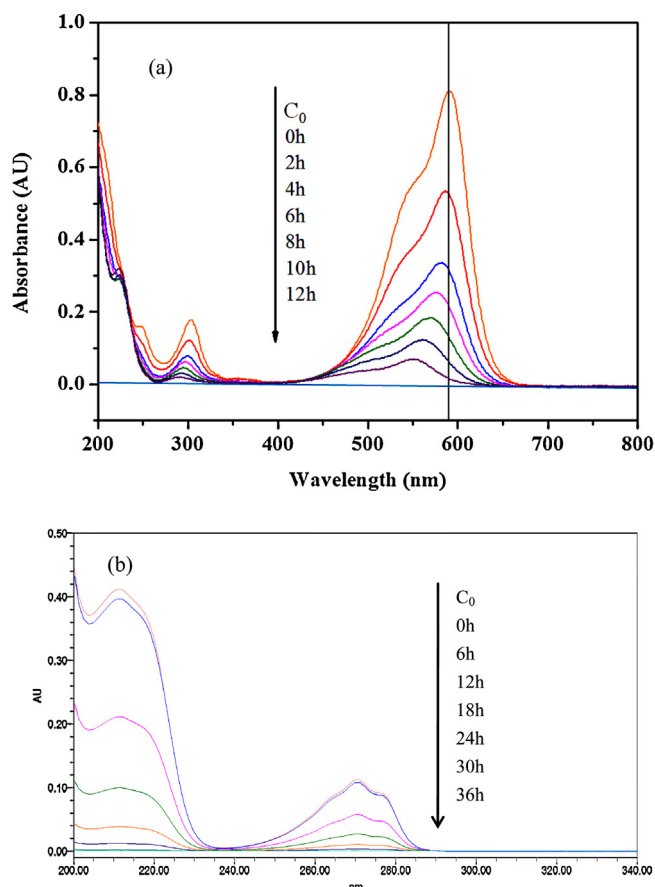 1.0
(a)
0.8
C0
0h
2h
4h
6h
8h
10h
12h
0.6
0.4
0.2
0.0
Absorbance (AU)
200 300 400 500 600 700 800
Wavelength (nm)
0.50
(b)
0.40
0.30
0.20
0.10
0.00
AU
C0
0h
6h
12h
18h
24h
30h
36h
200.00 220.00 240.00 260.00 280.00 300.00 320.00 340.00
nm